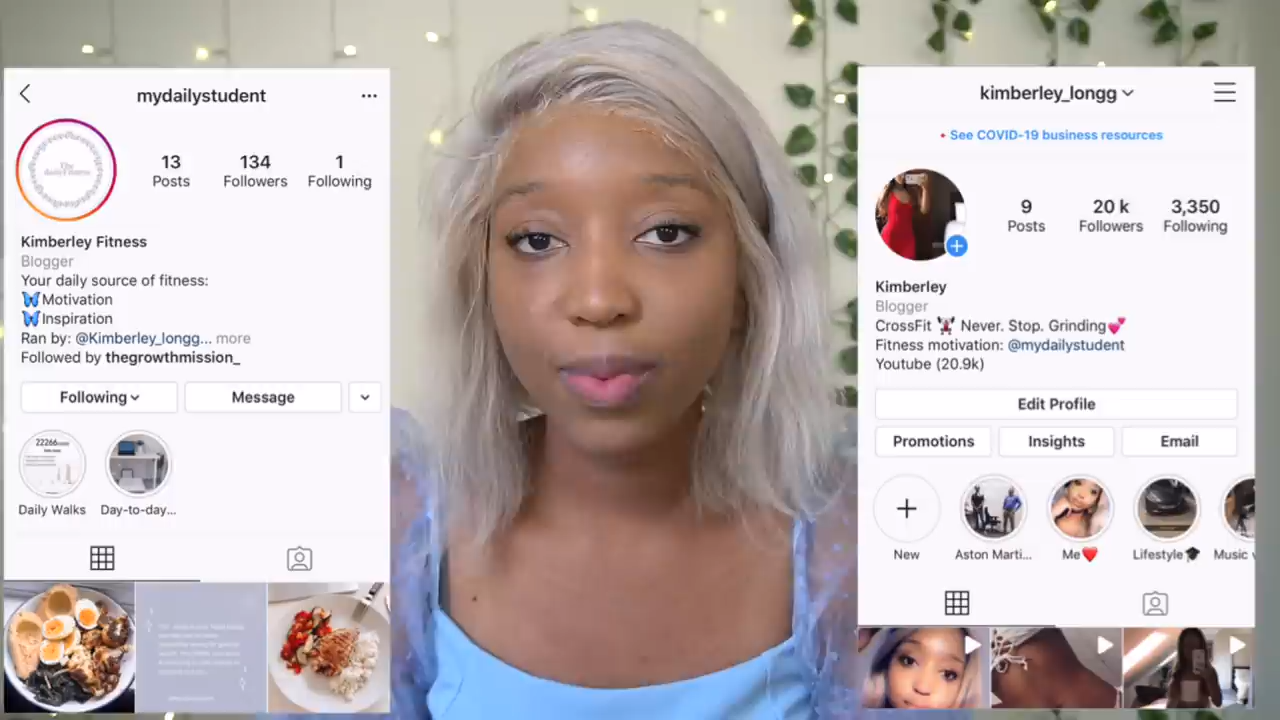 mydailystudent
13
Posts
134
Followers
1
Following
Kimberley Fitness
Blogger
Your daily source of fitness:
🦋Motivation
🦋Inspiration
Ran by: @Kimberley_longg... more
Followed by thegrowthmission_
Following
Message
22266
Daily Walks
Day-to-day...
kimberley_longg
• See COVID-19 business resources
9
Posts
20 k
Followers
3,350
Following
Kimberley
Blogger
CrossFit 🏋🏿‍♀️ Never. Stop. Grinding💕
Fitness motivation: @mydailystudent
Youtube (20.9k)
Edit Profile
Promotions
Insights
Email
New
Aston Marti...
Me❤️
Lifestyle🎓
Music